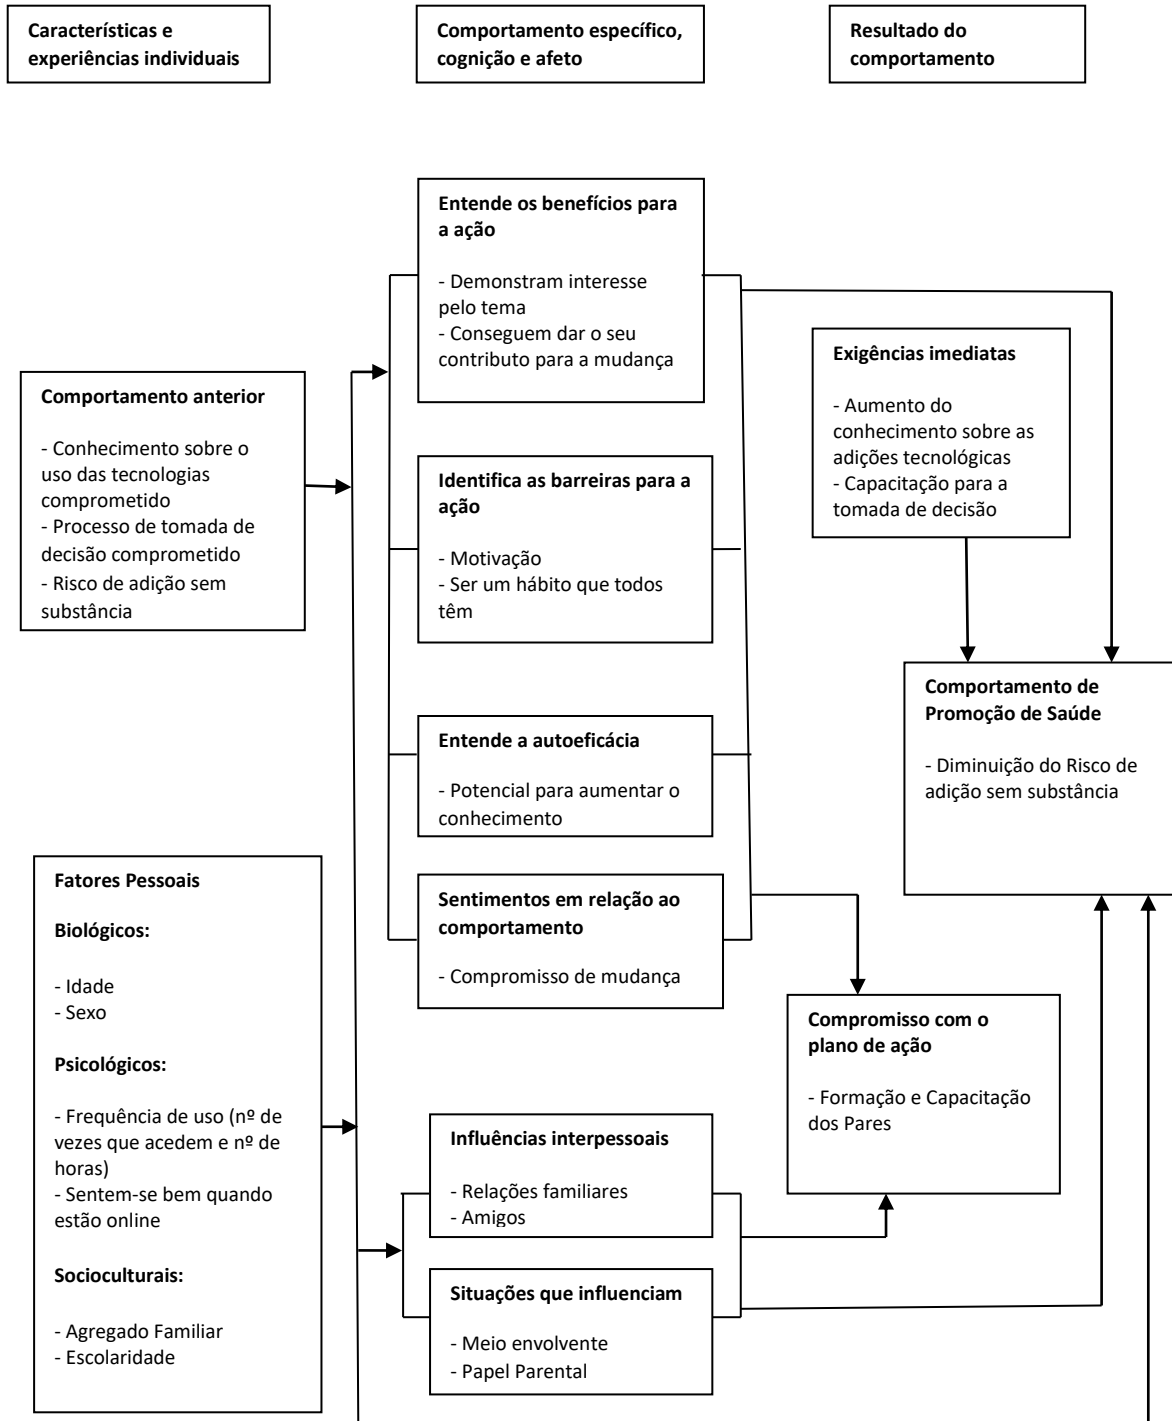 Características e
experiências individuais
Comportamento específico,
cognição e afeto
Resultado do
comportamento
Comportamento anterior
- Conhecimento sobre o
uso das tecnologias
comprometido
- Processo de tomada de
decisão comprometido
- Risco de adição sem
substância
Fatores Pessoais
Biológicos:
- Idade
- Sexo
Psicológicos:
- Frequência de uso (nº de
vezes que acedem e nº de
horas)
- Sentem-se bem quando
estão online
Socioculturais:
- Agregado Familiar
- Escolaridade
Entende os benefícios para
a ação
- Demonstram interesse
pelo tema
- Conseguem dar o seu
contributo para a mudança
Identifica as barreiras para a
ação
- Motivação
- Ser um hábito que todos
têm
Entende a autoeficácia
- Potencial para aumentar o
conhecimento
Sentimentos em relação ao
comportamento
- Compromisso de mudança
Influências interpessoais
- Relações familiares
- Amigos
Situações que influenciam
- Meio envolvente
- Papel Parental
Exigências imediatas
- Aumento do
conhecimento sobre as
adições tecnológicas
- Capacitação para a
tomada de decisão
Comportamento de
Promoção de Saúde
- Diminuição do Risco de
adição sem substância
Compromisso com o
plano de ação
- Formação e Capacitação
dos Pares